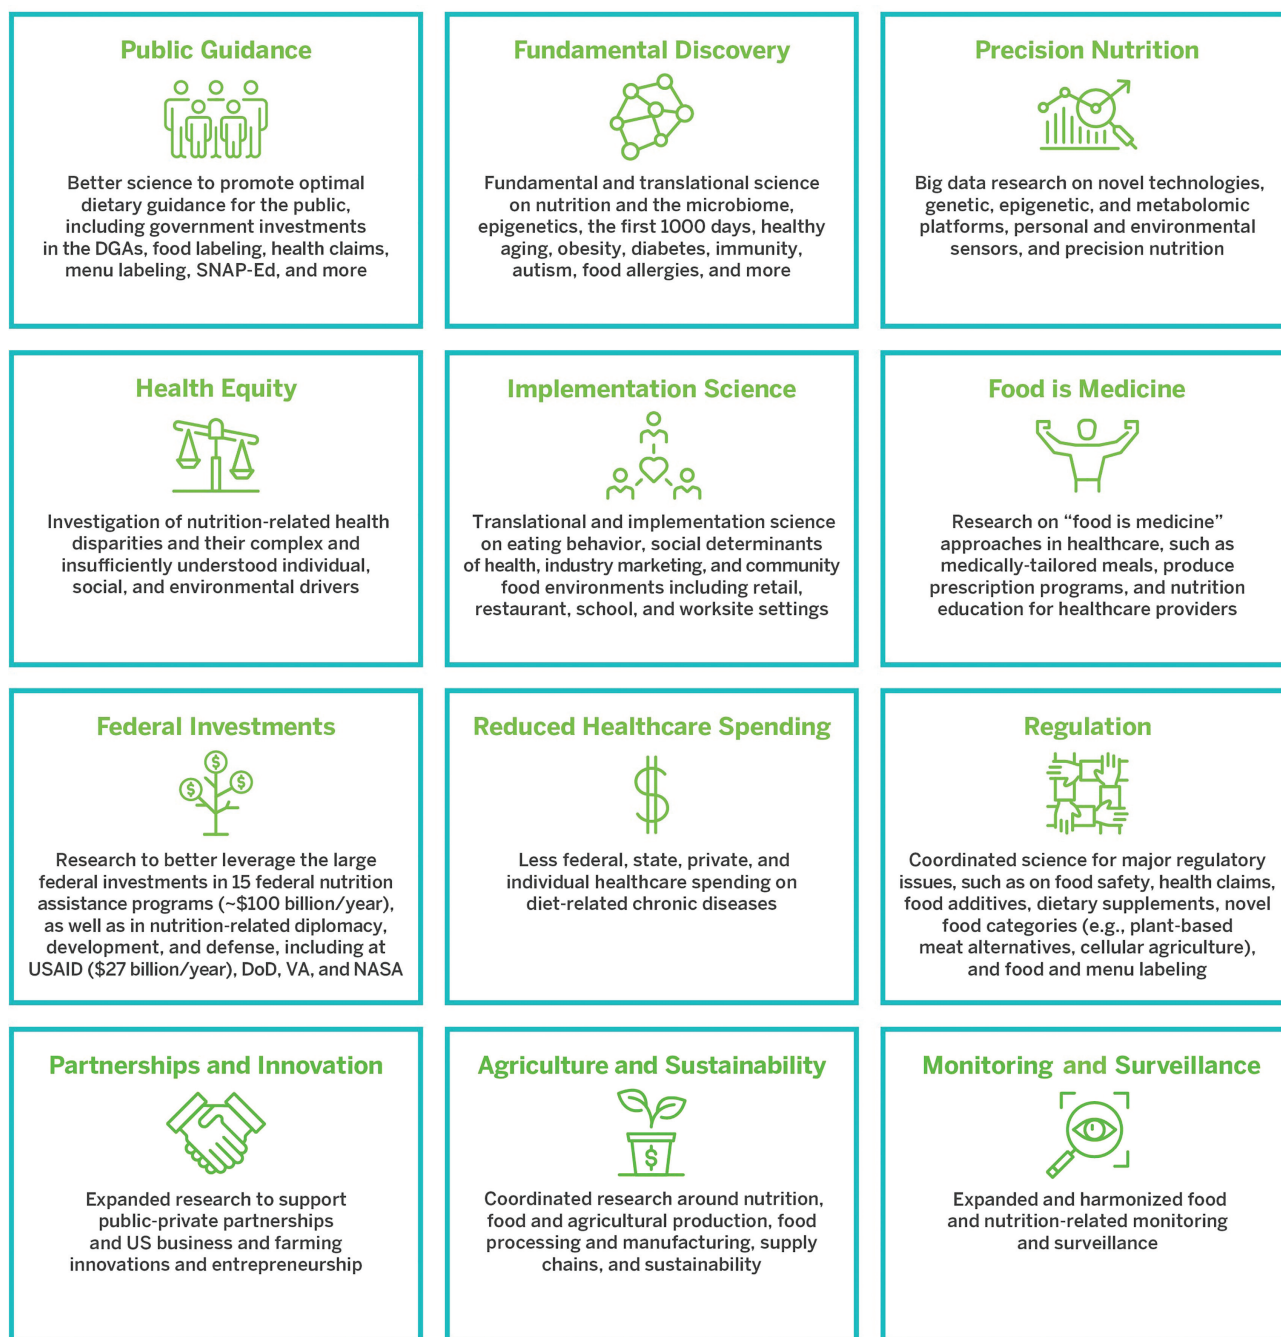 Public Guidance
Better science to promote optimal
dietary guidance for the public,
including government investments
in the DGAs, food labeling, health claims,
menu labeling, SNAP-Ed, and more
Fundamental Discovery
Fundamental and translational science
on nutrition and the microbiome,
epigenetics, the first 1000 days, healthy
aging, obesity, diabetes, immunity,
autism, food allergies, and more
Precision Nutrition
Big data research on novel technologies,
genetic, epigenetic, and metabolomic
platforms, personal and environmental
sensors, and precision nutrition
Health Equity
Investigation of nutrition-related health
disparities and their complex and
insufficiently understood individual,
social, and environmental drivers
Implementation Science
Translational and implementation science
on eating behavior, social determinants
of health, industry marketing, and community
food environments including retail,
restaurant, school, and worksite settings
Food is Medicine
Research on “food is medicine”
approaches in healthcare, such as
medically-tailored meals, produce
prescription programs, and nutrition
education for healthcare providers
Federal Investments
$
$
$
Research to better leverage the large
federal investments in 15 federal nutrition
assistance programs (~$100 billion/year),
as well as in nutrition-related diplomacy,
development, and defense, including at
USAID ($27 billion/year), DoD, VA, and NASA
Reduced Healthcare Spending
$
Less federal, state, private, and
individual healthcare spending on
diet-related chronic diseases
Regulation
Coordinated science for major regulatory
issues, such as on food safety, health claims,
food additives, dietary supplements, novel
food categories (e.g., plant-based
meat alternatives, cellular agriculture),
and food and menu labeling
Partnerships and Innovation
Expanded research to support
public-private partnerships
and US business and farming
innovations and entrepreneurship
Agriculture and Sustainability
$
Coordinated research around nutrition,
food and agricultural production, food
processing and manufacturing, supply
chains, and sustainability
Monitoring and Surveillance
Expanded and harmonized food
and nutrition-related monitoring
and surveillance